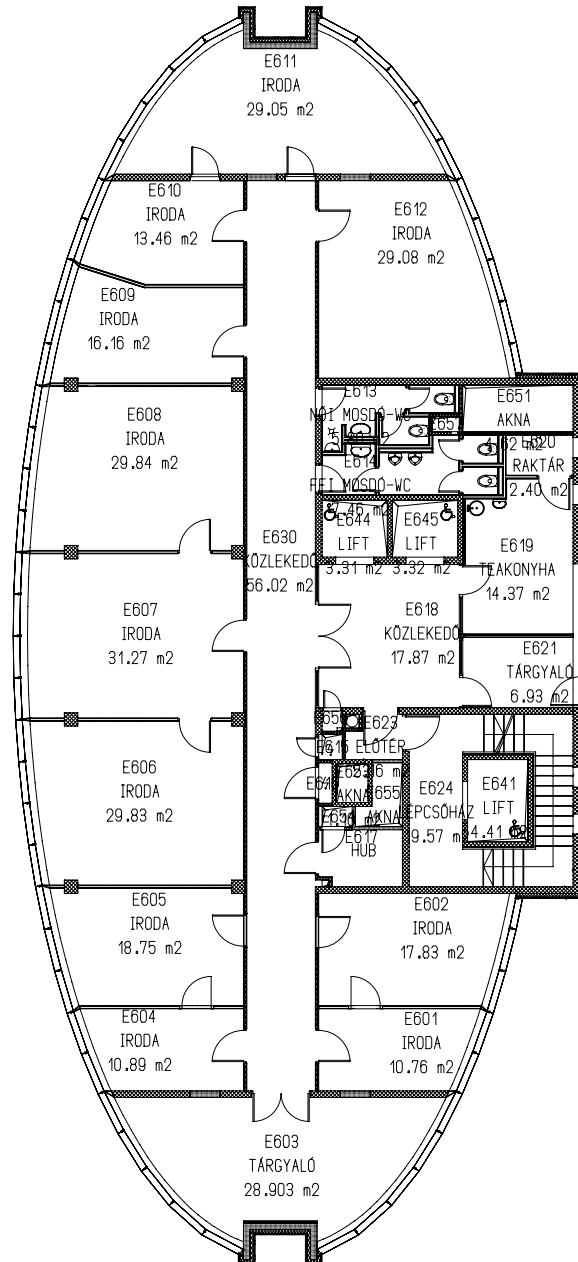 E611
IRODA
29.05 m2
E610
IRODA
13.46 m2
E612
IRODA
29.08 m2
E609
IRODA
16.16 m2
E608
IRODA
29.84 m2
E613
NŐI MOSDÓ-WC
E651
AKNA
E614
FFI MOSDÓ-WC
E620
RAKTÁR
2.40 m2
E644
LIFT
3.31 m2
E645
LIFT
3.32 m2
E630
KÖZLEKEDŐ
56.02 m2
E619
TEAKONYHA
14.37 m2
E607
IRODA
31.27 m2
E618
KÖZLEKEDŐ
17.87 m2
E621
TÁRGYALÓ
6.93 m2
E623
ELŐTÉR
E615
E606
IRODA
29.83 m2
AKNA
E655
AKNA
E624
LÉPCSŐHÁZ
E641
LIFT
4.41 m2
E617
HUB
E605
IRODA
18.75 m2
E602
IRODA
17.83 m2
E604
IRODA
10.89 m2
E601
IRODA
10.76 m2
E603
TÁRGYALÓ
28.903 m2